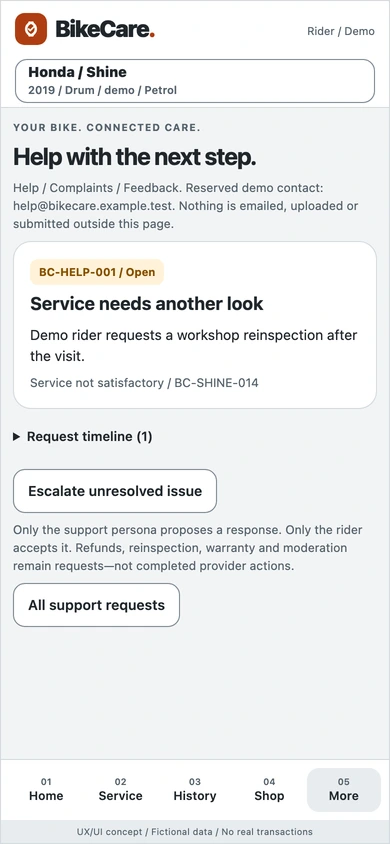 BikeCare.
Rider / Demo
Honda / Shine
2019 / Drum / demo / Petrol
YOUR BIKE. CONNECTED CARE.
Help with the next step.
Help / Complaints / Feedback. Reserved demo contact:
help@bikecare.example.test. Nothing is emailed, uploaded or
submitted outside this page.
BC-HELP-001 / Open
Service needs another look
Demo rider requests a workshop reinspection after
the visit.
Service not satisfactory / BC-SHINE-014
Request timeline (1)
Escalate unresolved issue
Only the support persona proposes a response. Only the rider
accepts it. Refunds, reinspection, warranty and moderation
remain requests—not completed provider actions.
All support requests
01 02 03 04 05
Home Service History Shop More
UX/UI concept / Fictional data / No real transactions